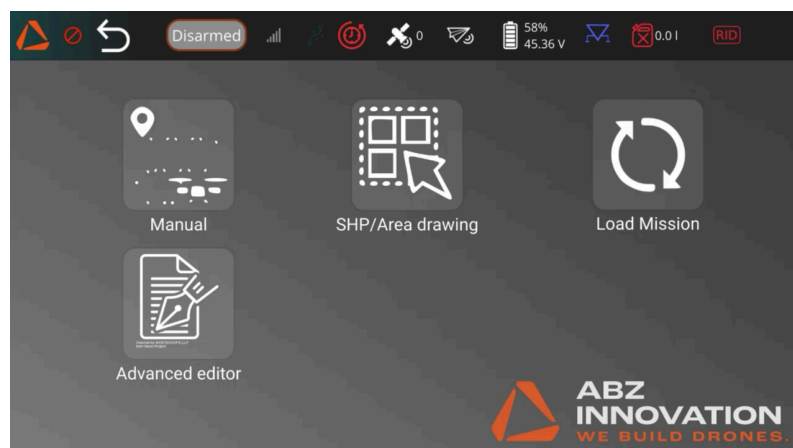 Disarmed
0
58%
45.36 V
0.0 l
RID
Manual
SHP/Area drawing
Load Mission
Advanced editor
ABZ
INNOVATION
WE BUILD DRONES.